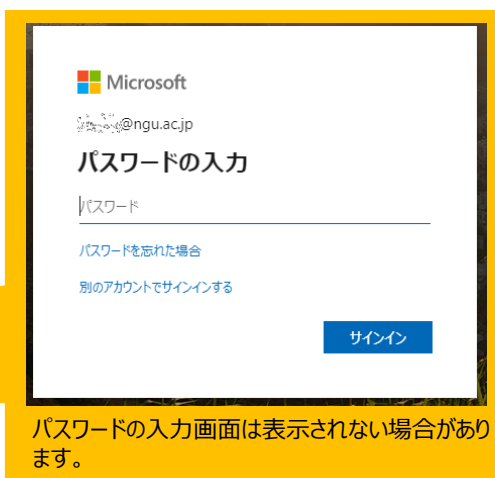 Microsoft
@ngu.ac.jp
パスワードの入力
パスワード
パスワードを忘れた場合
別のアカウントでサインインする
サインイン
パスワードの入力画面は表示されない場合があり
ます。